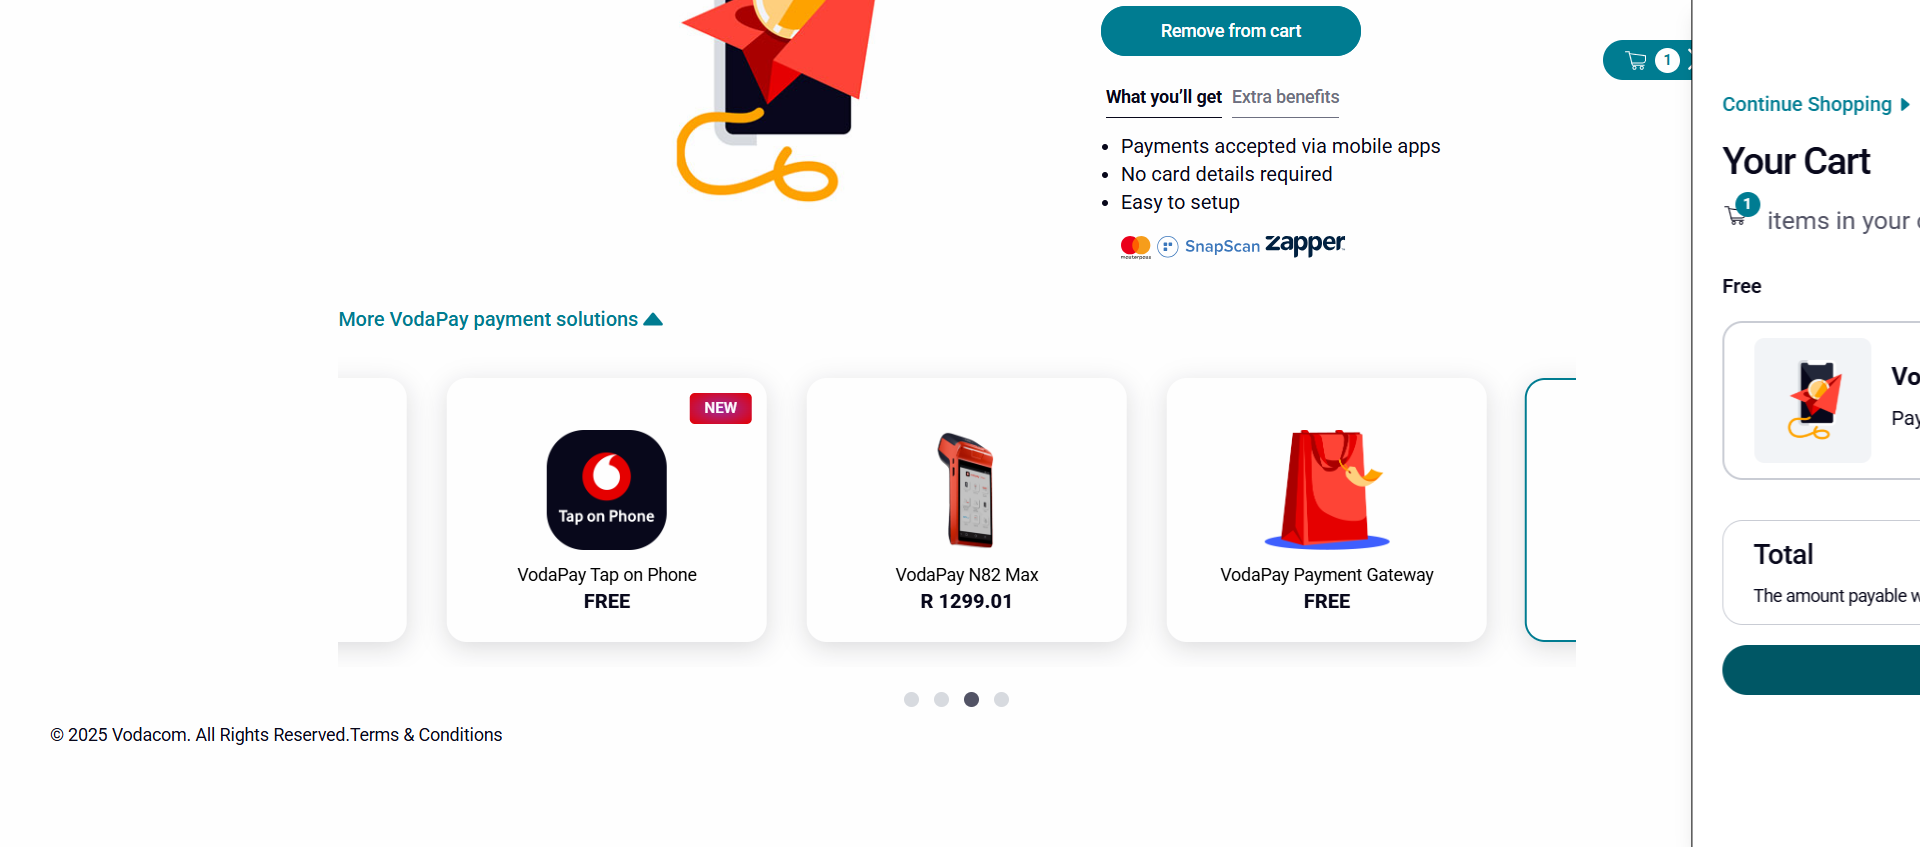 Remove from cart
What you’ll get Extra benefits
Payments accepted via mobile apps
No card details required
Easy to setup
masterpass SnapScan zapper
More VodaPay payment solutions
NEW
Tap on Phone
VodaPay Tap on Phone
FREE
VodaPay N82 Max
R 1299.01
VodaPay Payment Gateway
FREE
© 2025 Vodacom. All Rights Reserved.Terms & Conditions
1
Continue Shopping
Your Cart
1
items in your
Free
Vo
Pay
Total
The amount payable w